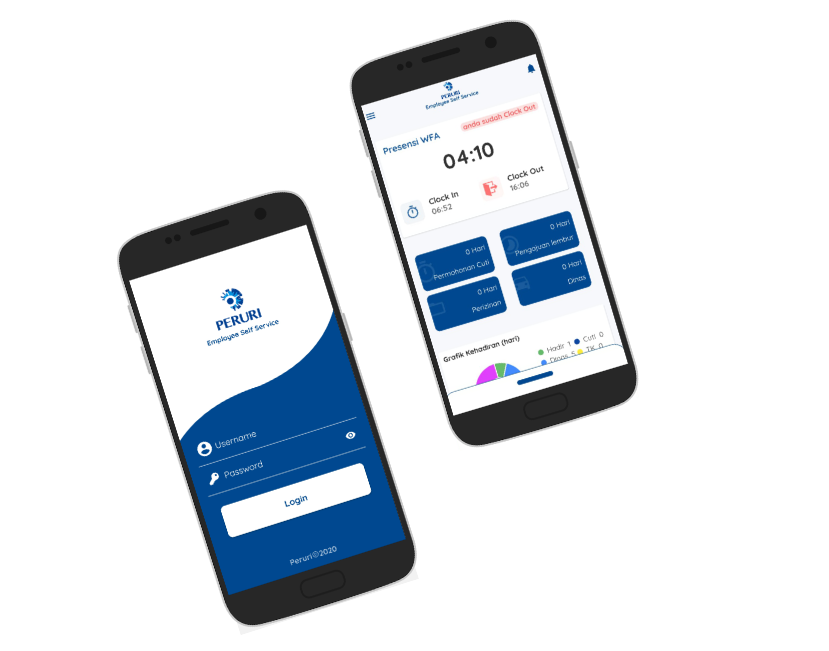 PERURI
Employee Self Service
Username
Password
Login
Peruri©2020
PERURI
Employee Self Service
anda sudah Clock Out
Presensi WFA
04:10
Clock In
06:52
Clock Out
16:06
0 Hari
Permohonan Cuti
0 Hari
Pengajuan lembur
0 Hari
Perizinan
0 Hari
Dinas
Grafik Kehadiran (hari)
Hadir 1
Cuti 0
Dinas 5
TK 0